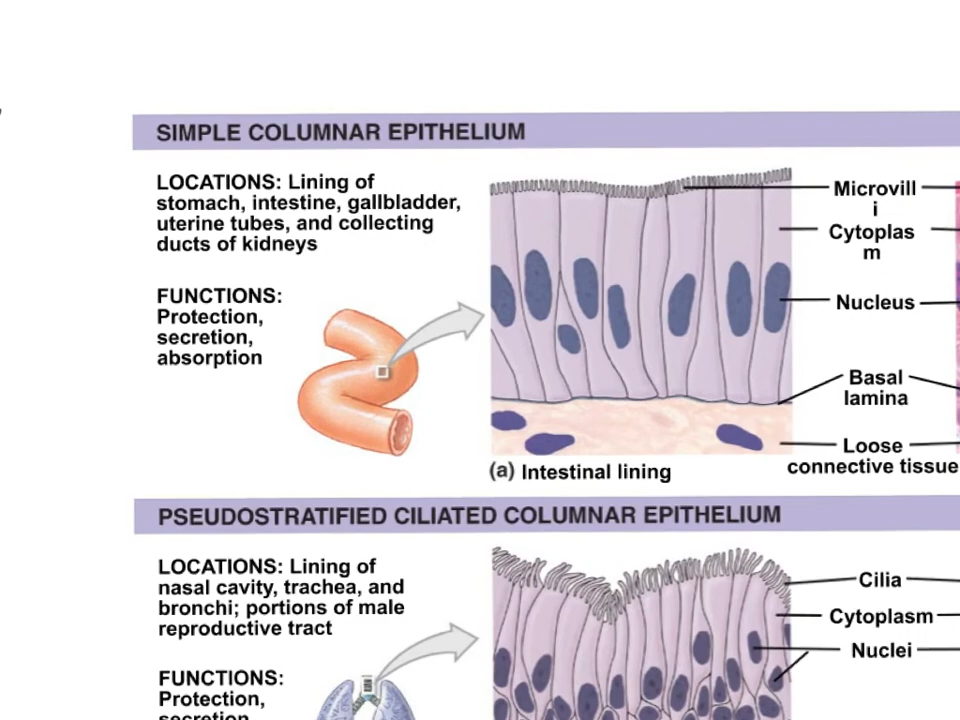 SIMPLE COLUMNAR EPITHELIUM
LOCATIONS: Lining of
stomach, intestine, gallbladder,
uterine tubes, and collecting
ducts of kidneys
FUNCTIONS:
Protection,
secretion,
absorption
Microvill
i
Cytoplas
m
Nucleus
Basal
lamina
Loose
connective tissue
(a) Intestinal lining
PSEUDOSTRATIFIED CILIATED COLUMNAR EPITHELIUM
LOCATIONS: Lining of
nasal cavity, trachea, and
bronchi; portions of male
reproductive tract
FUNCTIONS:
Protection,
secretion
Cilia
Cytoplasm
Nuclei